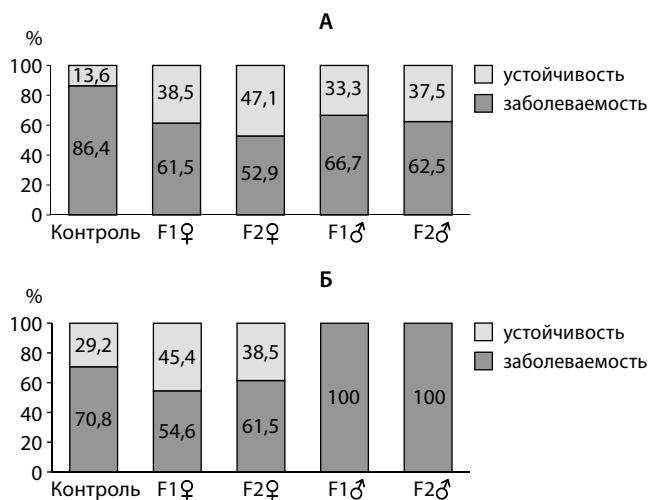 А
%
100
80
60
40
20
0
13,6 38,5 47,1 33,3 37,5
86,4 61,5 52,9 66,7 62,5
Контроль F1♀ F2♀ F1♂ F2♂
устойчивость
заболеваемость
Б
%
100
80
60
40
20
0
29,2 45,4 38,5
70,8 54,6 61,5 100 100
Контроль F1♀ F2♀ F1♂ F2♂
устойчивость
заболеваемость